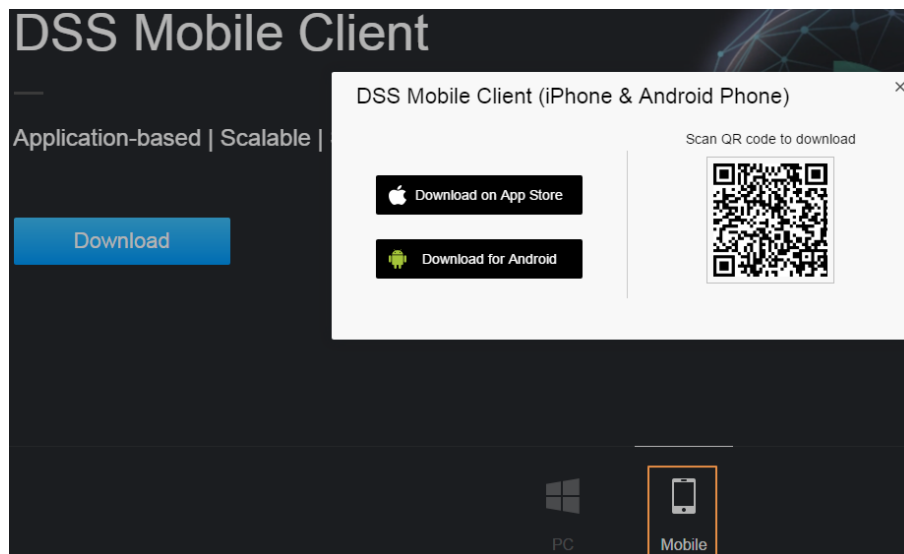 DSS Mobile Client
Application-based | Scalable |
Download
DSS Mobile Client (iPhone & Android Phone)
×
Download on App Store
Download for Android
Scan QR code to download
PC
Mobile